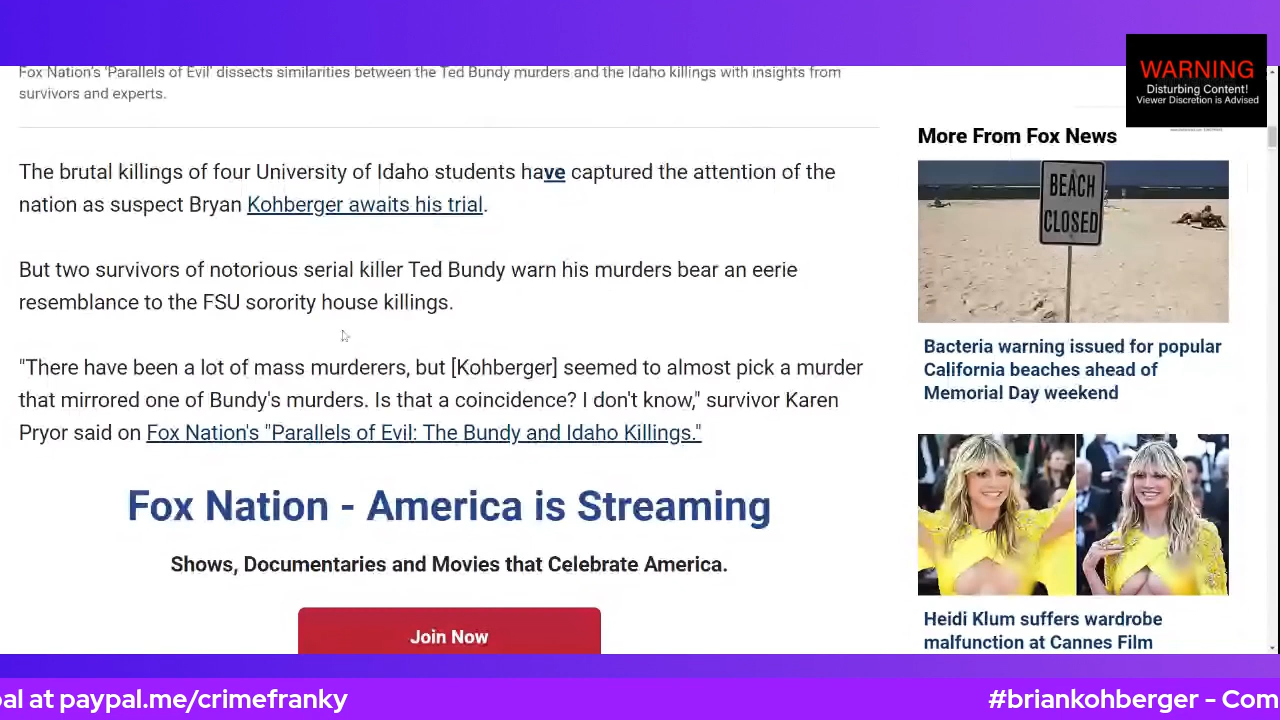 WARNING
Disturbing Content!
Viewer Discretion is Advised
Fox Nation's 'Parallels of Evil' dissects similarities between the Ted Bundy murders and the Idaho killings with insights from
survivors and experts.
The brutal killings of four University of Idaho students have captured the attention of the
nation as suspect Bryan Kohberger awaits his trial.
But two survivors of notorious serial killer Ted Bundy warn his murders bear an eerie
resemblance to the FSU sorority house killings.
"There have been a lot of mass murderers, but [Kohberger] seemed to almost pick a murder
that mirrored one of Bundy's murders. Is that a coincidence? I don't know," survivor Karen
Pryor said on Fox Nation's "Parallels of Evil: The Bundy and Idaho Killings."
Fox Nation - America is Streaming
Shows, Documentaries and Movies that Celebrate America.
Join Now
More From Fox News
BEACH
CLOSED
Bacteria warning issued for popular
California beaches ahead of
Memorial Day weekend
Heidi Klum suffers wardrobe
malfunction at Cannes Film
pal at paypal.me/crimefranky
#briankohberger - Com